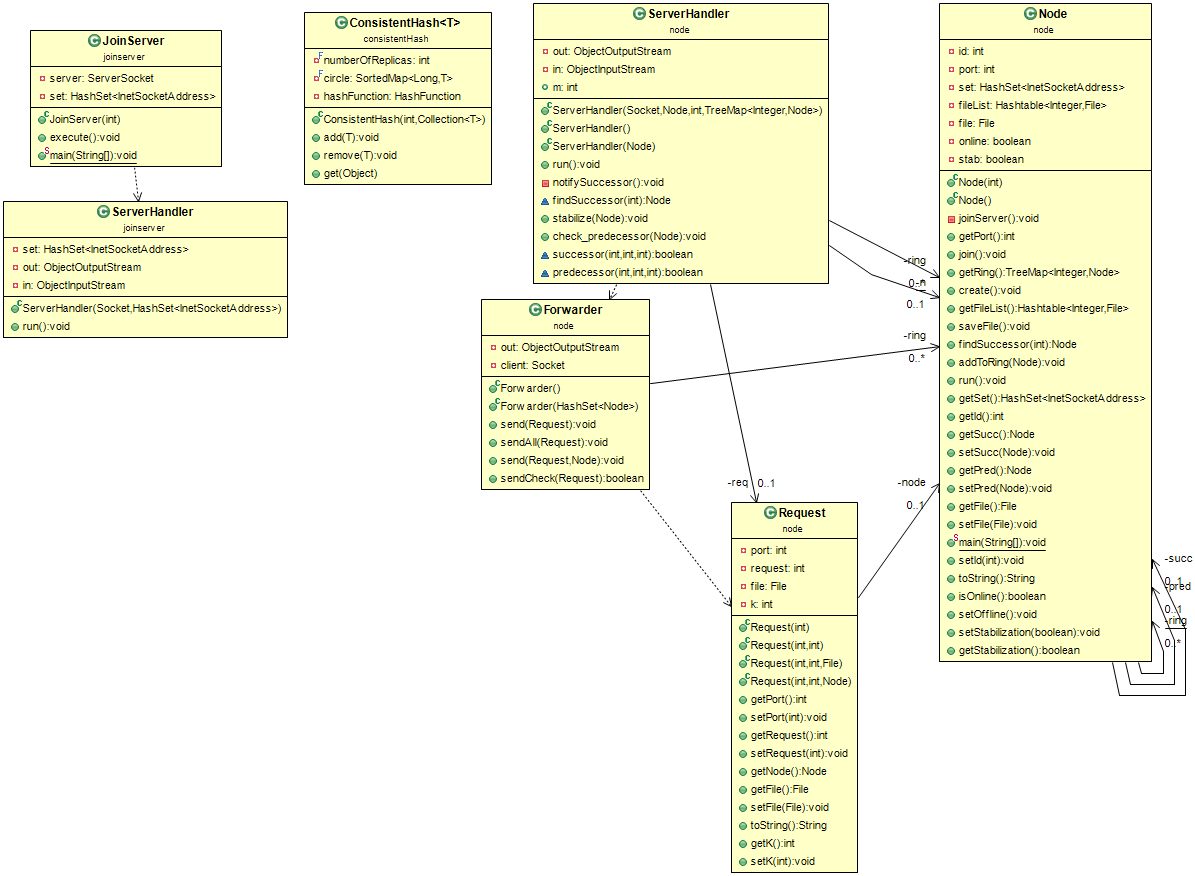 JoinServer
joinserver
server: ServerSocket
set: HashSet<InetSocketAddress>
JoinServer(int)
execute():void
main(String[]):void
ServerHandler
joinserver
set: HashSet<InetSocketAddress>
out: ObjectOutputStream
in: ObjectInputStream
ServerHandler(Socket,HashSet<InetSocketAddress>)
run():void
ConsistentHash<T>
consistentHash
numberOfReplicas: int
circle: SortedMap<Long,T>
hashFunction: HashFunction
ConsistentHash(int,Collection<T>)
add(T):void
remove(T):void
get(Object)
ServerHandler
node
out: ObjectOutputStream
in: ObjectInputStream
m: int
ServerHandler(Socket,Node,int,TreeMap<Integer,Node>)
ServerHandler()
ServerHandler(Node)
run():void
notifySuccessor():void
findSuccessor(int):Node
stabilize(Node):void
check_predecessor(Node):void
successor(int,int,int):boolean
predecessor(int,int,int):boolean
Forwarder
node
out: ObjectOutputStream
client: Socket
Forwarder()
Forwarder(HashSet<Node>)
send(Request):void
sendAll(Request):void
send(Request,Node):void
sendCheck(Request):boolean
-req 0..1
Request
node
port: int
request: int
file: File
k: int
Request(int)
Request(int,int)
Request(int,int,File)
Request(int,int,Node)
getPort():int
setPort(int):void
getRequest():int
setRequest(int):void
getNode():Node
getFile():File
setFile(File):void
toString():String
getK():int
setK(int):void
-ring
0..1
-ring
0..*
-node
0..1
Node
node
id: int
port: int
set: HashSet<InetSocketAddress>
fileList: Hashtable<Integer,File>
file: File
online: boolean
stab: boolean
Node(int)
Node()
joinServer():void
getPort():int
join():void
getRing():TreeMap<Integer,Node>
create():void
getFileList():Hashtable<Integer,File>
saveFile():void
findSuccessor(int):Node
addToRing(Node):void
run():void
getSet():HashSet<InetSocketAddress>
getId():int
getSucc():Node
setSucc(Node):void
getPred():Node
setPred(Node):void
getFile():File
setFile(File):void
main(String[]):void
setId(int):void
toString():String
isOnline():boolean
setOffline():void
setStabilization(boolean):void
getStabilization():boolean
-succ
0..1
-pred
0..1
-ring
0..*